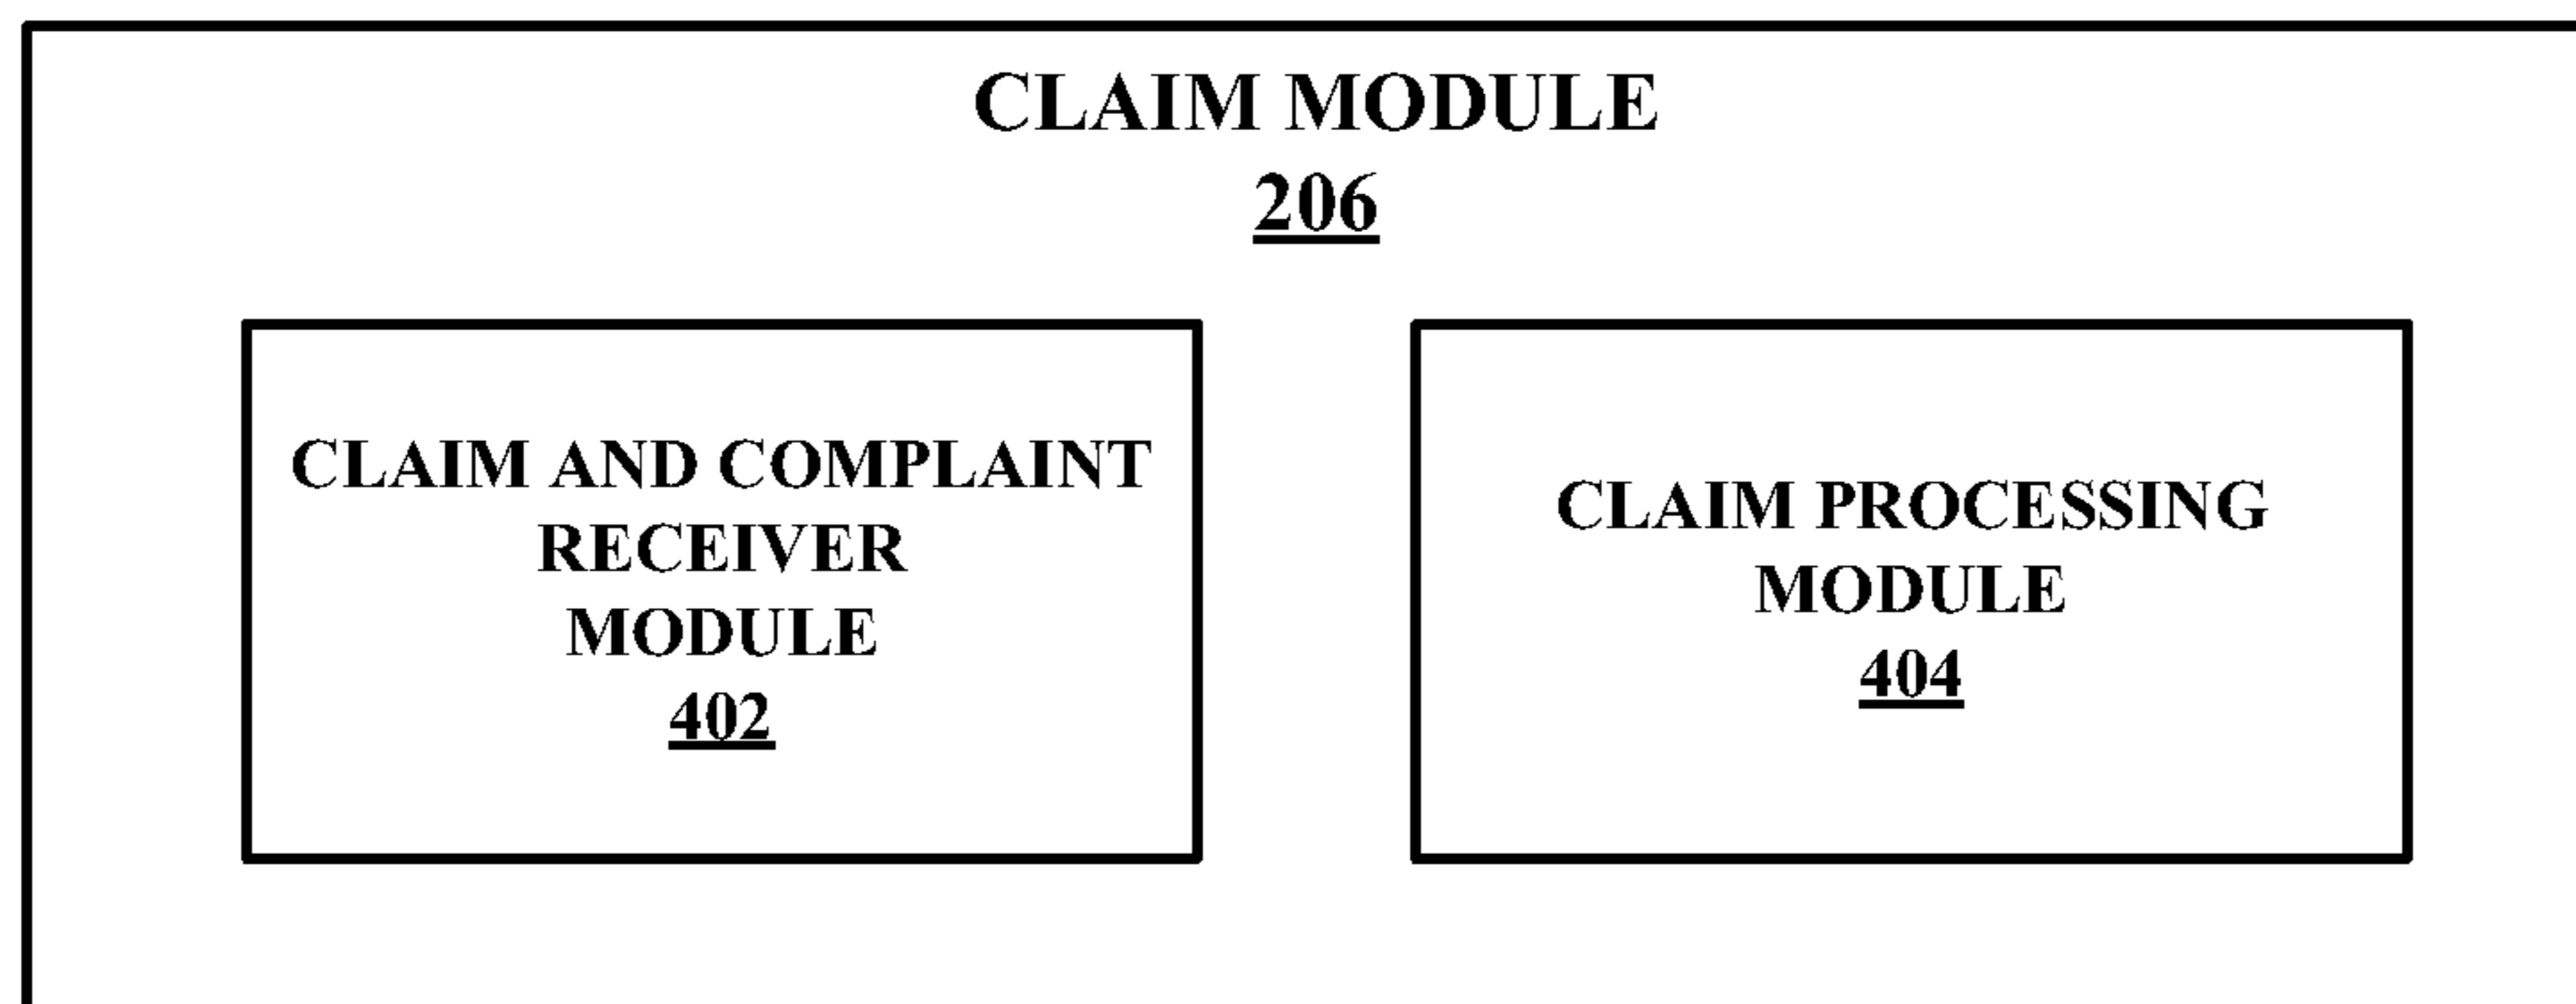 CLAIM MODULE
206
CLAIM AND COMPLAINT
RECEIVER
MODULE
402
CLAIM PROCESSING
MODULE
404